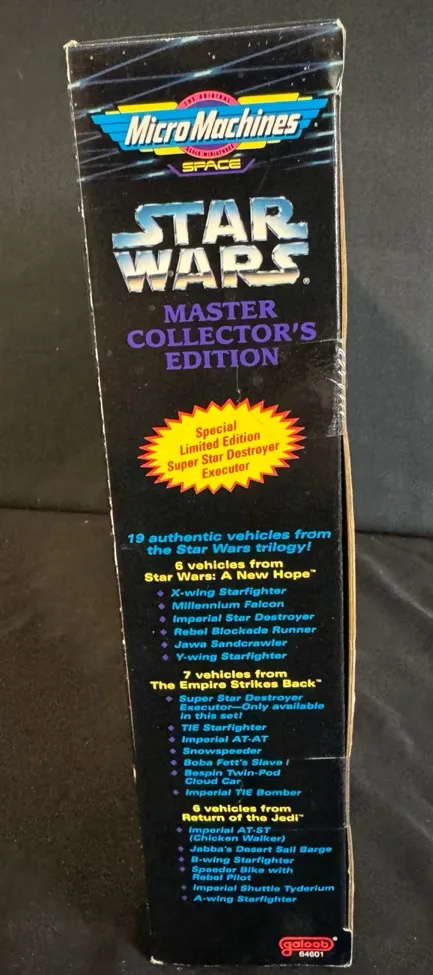 THE ORIGINAL
MicroMachines
SCALE MINIATURES
SPACE
STAR
WARS®
MASTER
COLLECTOR'S
EDITION
Special
Limited Edition
Super Star Destroyer
Executor
19 authentic vehicles from
the Star Wars trilogy!
6 vehicles from
Star Wars: A New Hope™
X-wing Starfighter
Millennium Falcon
Imperial Star Destroyer
Rebel Blockade Runner
Jawa Sandcrawler
Y-wing Starfighter
7 vehicles from
The Empire Strikes Back™
Super Star Destroyer
Executor—Only available
in this set!
TIE Starfighter
Imperial AT-AT
Snowspeeder
Boba Fett's Slave I
Bespin Twin-Pod
Cloud Car
Imperial TIE Bomber
6 vehicles from
Return of the Jedi™
Imperial AT-ST
(Chicken Walker)
Jabba's Desert Sail Barge
B-wing Starfighter
Speeder Bike with
Rebel Pilot
Imperial Shuttle Tyderium
A-wing Starfighter
galoob®
64601